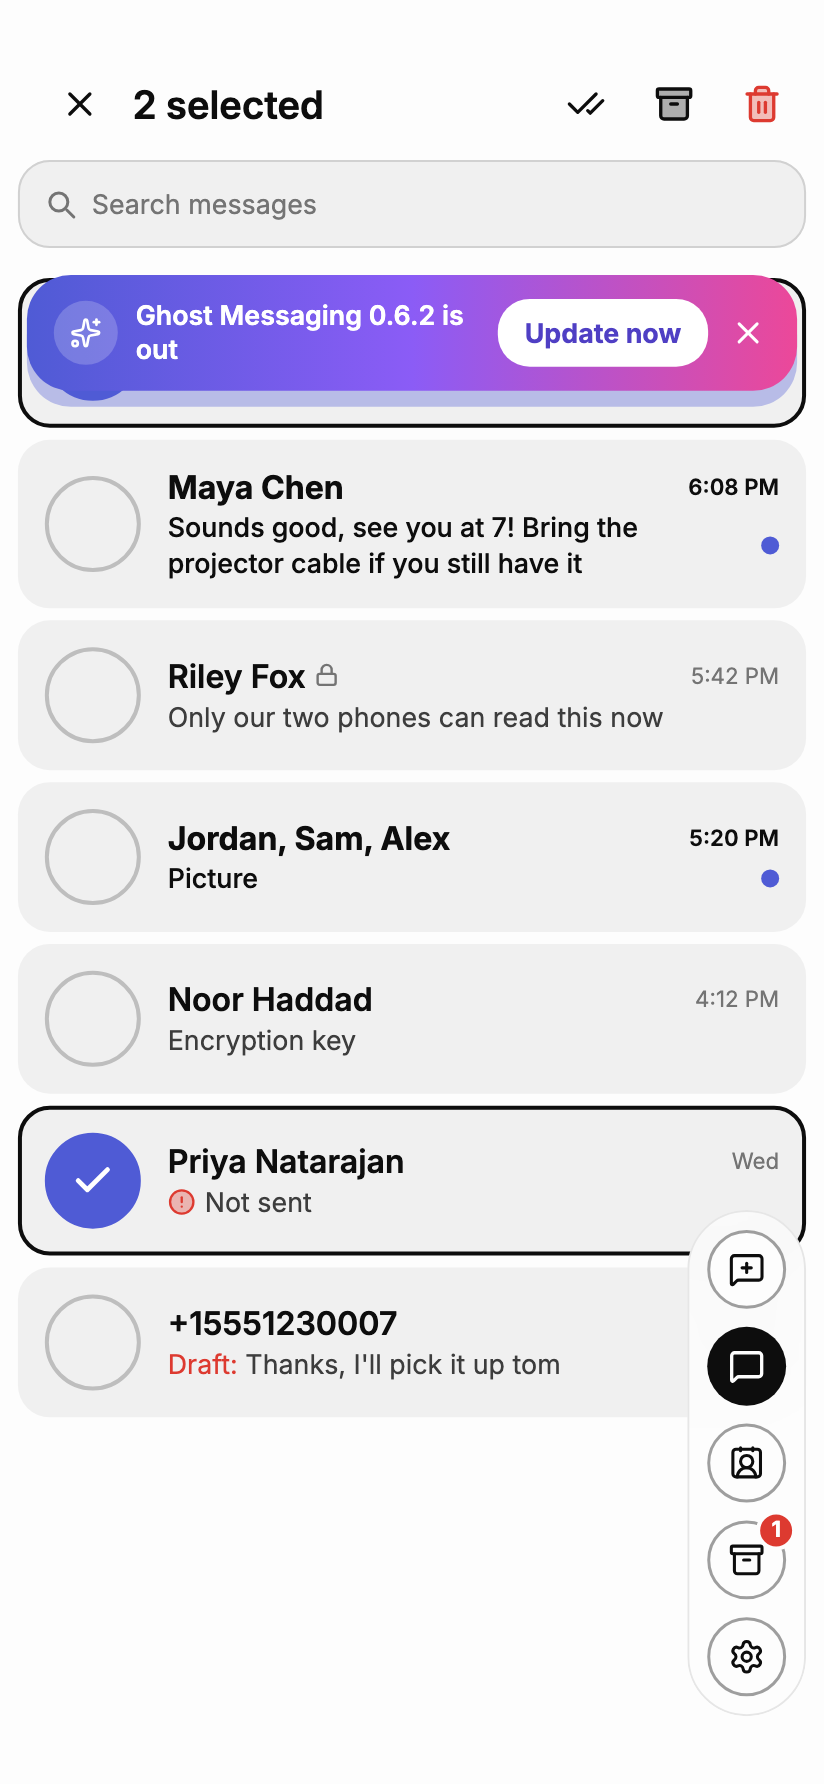 2 selected
Search messages
Ghost Messaging 0.6.2 is
out
Update now
Maya Chen
6:08 PM
Sounds good, see you at 7! Bring the
projector cable if you still have it
Riley Fox
5:42 PM
Only our two phones can read this now
Jordan, Sam, Alex
5:20 PM
Picture
Noor Haddad
4:12 PM
Encryption key
Priya Natarajan
Wed
Not sent
+15551230007
Draft: Thanks, I'll pick it up tom
1